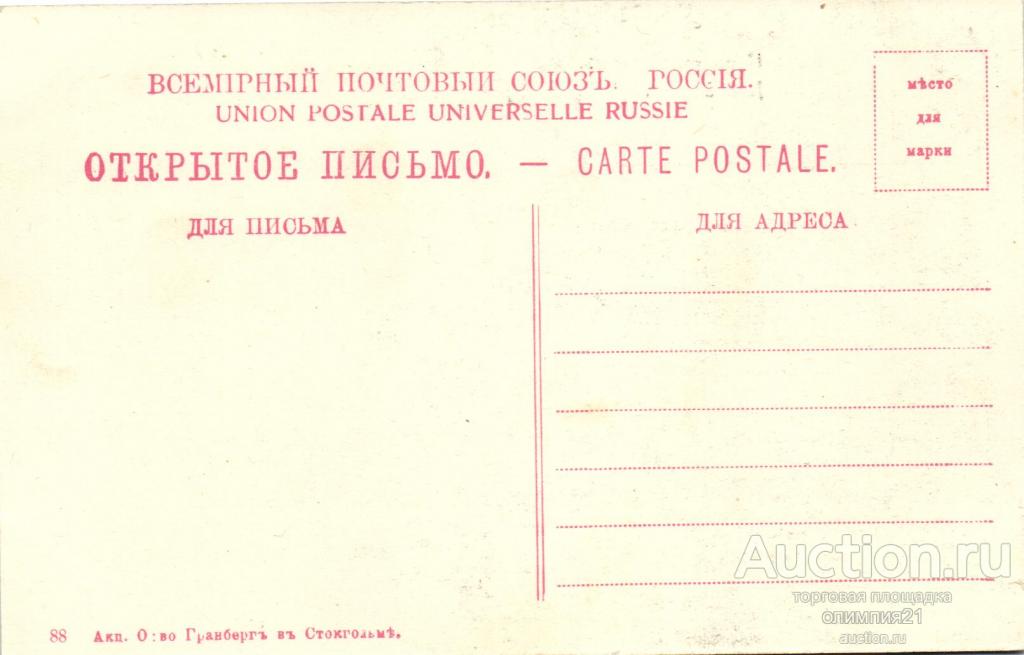 ВСЕМІРНЫЙ ПОЧТОВЫЙ СОЮЗЪ. РОССІЯ.
UNION POSTALE UNIVERSELLE RUSSIE
ОТКРЫТОЕ ПИСЬМО. — CARTE POSTALE.
мѣсто
для
марки
ДЛЯ ПИСЬМА
ДЛЯ АДРЕСА
Auction.ru
торговая площадка
олимпия21
auction.ru
88 Акц. О:во Гранбергъ въ Стокгольмѣ.